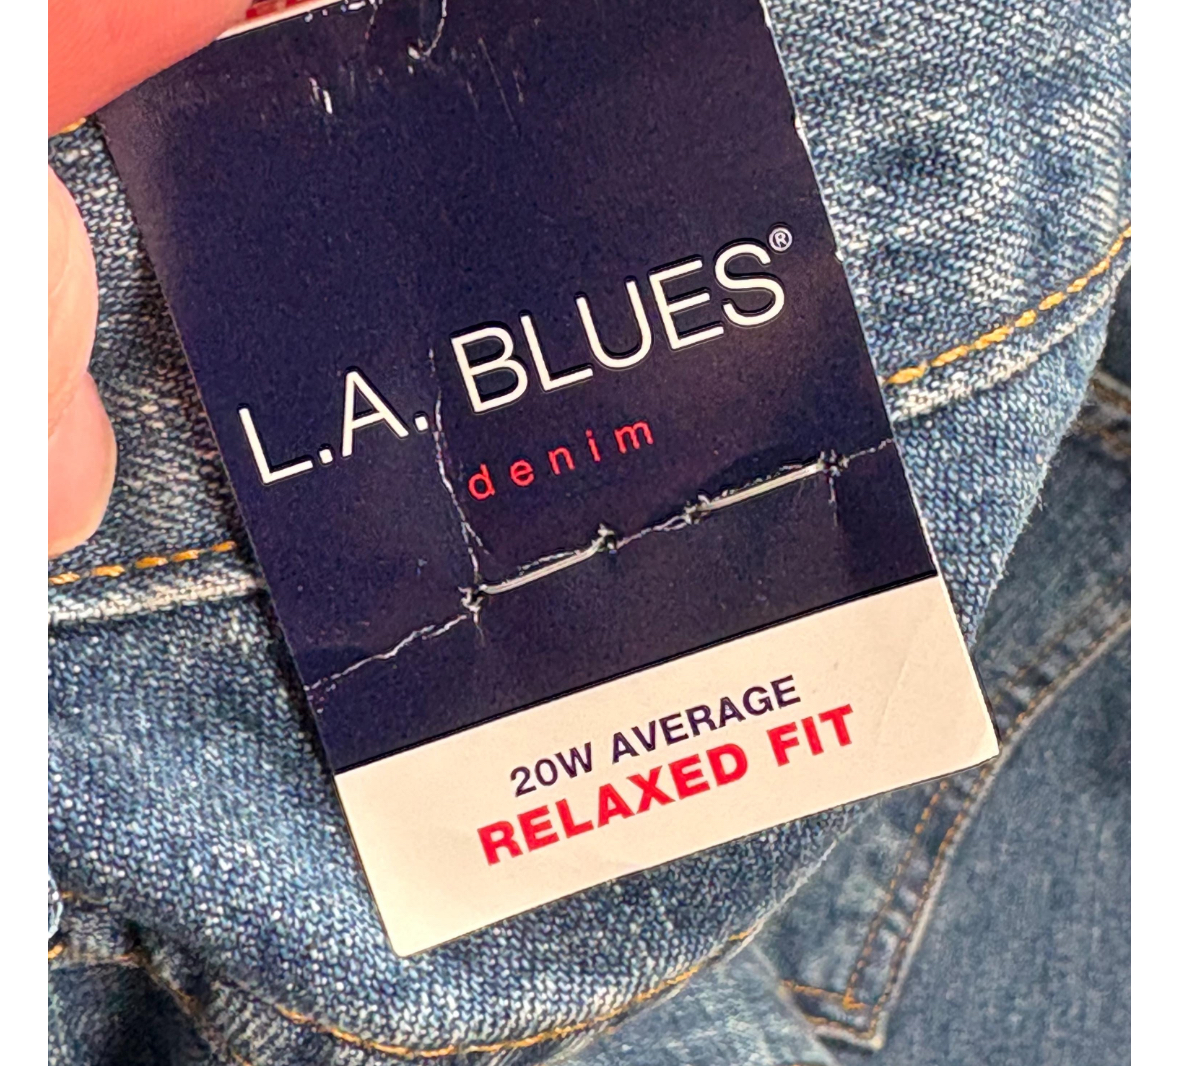 L.A. BLUES®
denim
20W AVERAGE
RELAXED FIT